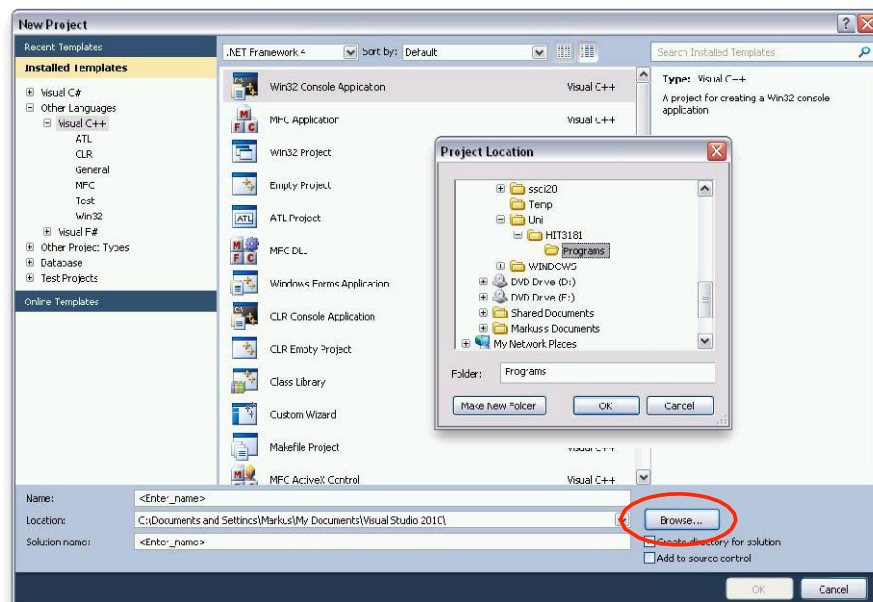 New Project
Recent Templates
Installed Templates
Visual C#
Other Languages
Visual C++
ATL
CLR
General
MFC
Test
Win32
Visual F#
Other Project Types
Database
Test Projects
Online Templates
.NET Framework 4
Sort by: Default
Search Installed Templates
Win32 Console Application Visual C++
MFC Application Visual C++
Win32 Project
Empty Project
ATL Project
MFC DLL
Windows Forms Application
CLR Console Application
CLR Empty Project
Class Library
Custom Wizard
Makefile Project Visual C++
MFC ActiveX Control Visual C++
Type: Visual C++
A project for creating a Win32 console
application
Project Location
ssci20
Temp
Uni
HIT3181
Programs
WINDOWS
DVD Drive (D:)
DVD Drive (E:)
Shared Documents
Markus's Documents
My Network Places
Folder: Programs
Make New Folder OK Cancel
Name: <Enter_name>
Location: C:\Documents and Settings\Markus\My Documents\Visual Studio 2010\ Browse...
Solution name: <Enter_name>
Create directory for solution
Add to source control
OK Cancel